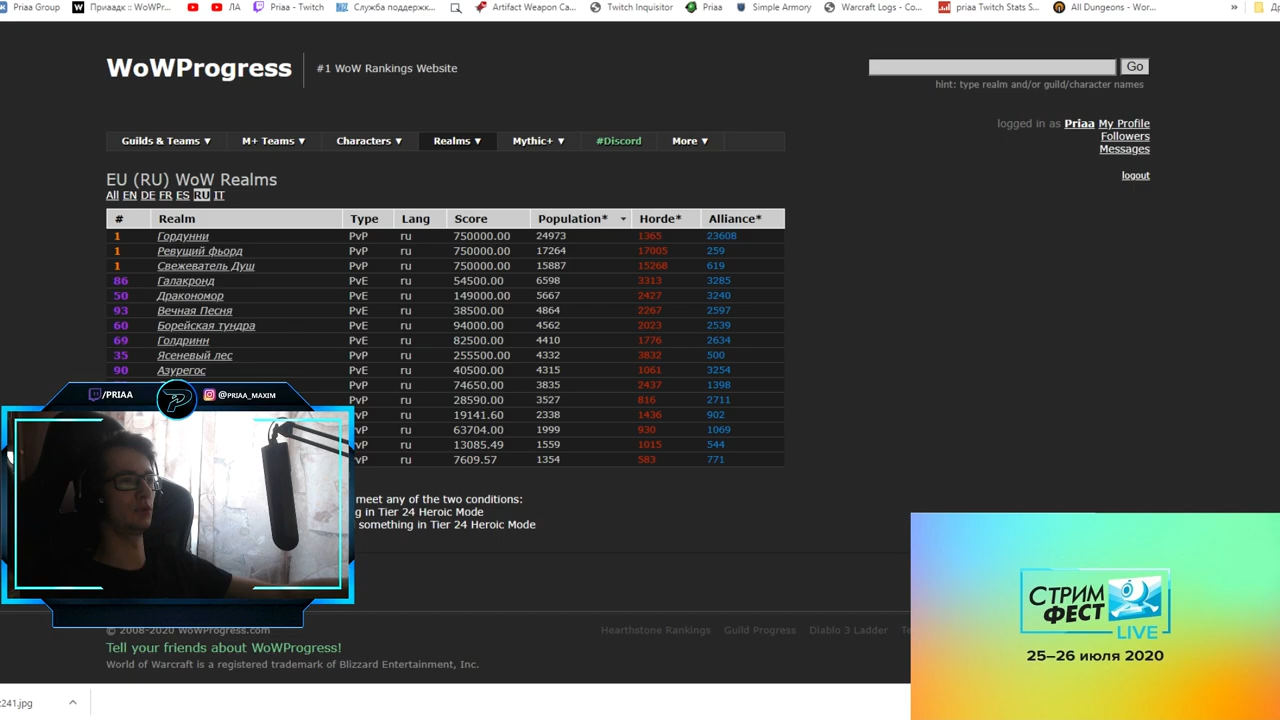 Priaa Group Приаадк :: WoWPr... ЛА Priaa - Twitch Служба поддержк... Artifact Weapon Ca... Twitch Inquisitor Priaa Simple Armory Warcraft Logs - Co... priaa Twitch Stats S... All Dungeons - Wor... »
WoWProgress #1 WoW Rankings Website Go
hint: type realm and/or guild/character names
logged in as Priaa My Profile
Followers
Messages
logout
Guilds & Teams ▼ M+ Teams ▼ Characters ▼ Realms ▼ Mythic+ ▼ #Discord More ▼
EU (RU) WoW Realms
All EN DE FR ES RU IT
# Realm Type Lang Score Population* Horde* Alliance*
1 Гордунни PvP ru 750000.00 24973 1365 23608
1 Ревущий фьорд PvP ru 750000.00 17264 17005 259
1 Свежеватель Душ PvP ru 750000.00 15887 15268 619
86 Галакронд PvE ru 54500.00 6598 3313 3285
50 Дракономор PvE ru 149000.00 5667 2427 3240
93 Вечная Песня PvE ru 38500.00 4864 2267 2597
60 Борейская тундра PvE ru 94000.00 4562 2023 2539
69 Голдринн PvE ru 82500.00 4410 1776 2634
35 Ясеневый лес PvP ru 255500.00 4332 3832 500
90 Азурегос PvE ru 40500.00 4315 1061 3254
PvP ru 74650.00 3835 2437 1398
PvP ru 28590.00 3527 816 2711
PvP ru 19141.60 2338 1436 902
vP ru 63704.00 1999 930 1069
vP ru 13085.49 1559 1015 544
vP ru 7609.57 1354 583 771
/PRIAA @PRIAA_MAXIM
meet any of the two conditions:
g in Tier 24 Heroic Mode
something in Tier 24 Heroic Mode
© 2008-2020 WoWProgress.com Hearthstone Rankings Guild Progress Diablo 3 Ladder Te
Tell your friends about WoWProgress!
World of Warcraft is a registered trademark of Blizzard Entertainment, Inc.
СТРИМ
ФЕСТ
LIVE
25–26 июля 2020
z241.jpg